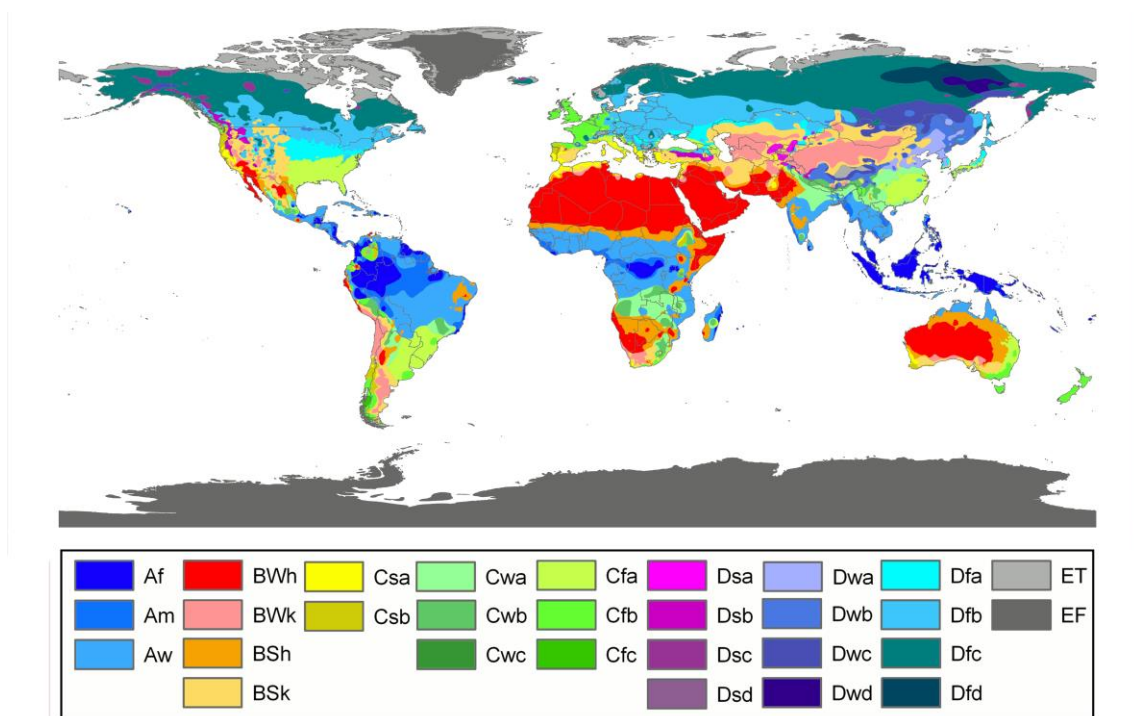 Af BWh Csa Cwa Cfa Dsa Dwa Dfa ET
Am BWk Csb Cwb Cfb Dsb Dwb Dfb EF
Aw BSh Cwc Cfc Dsc Dwc Dfc
BSk Dsd Dwd Dfd